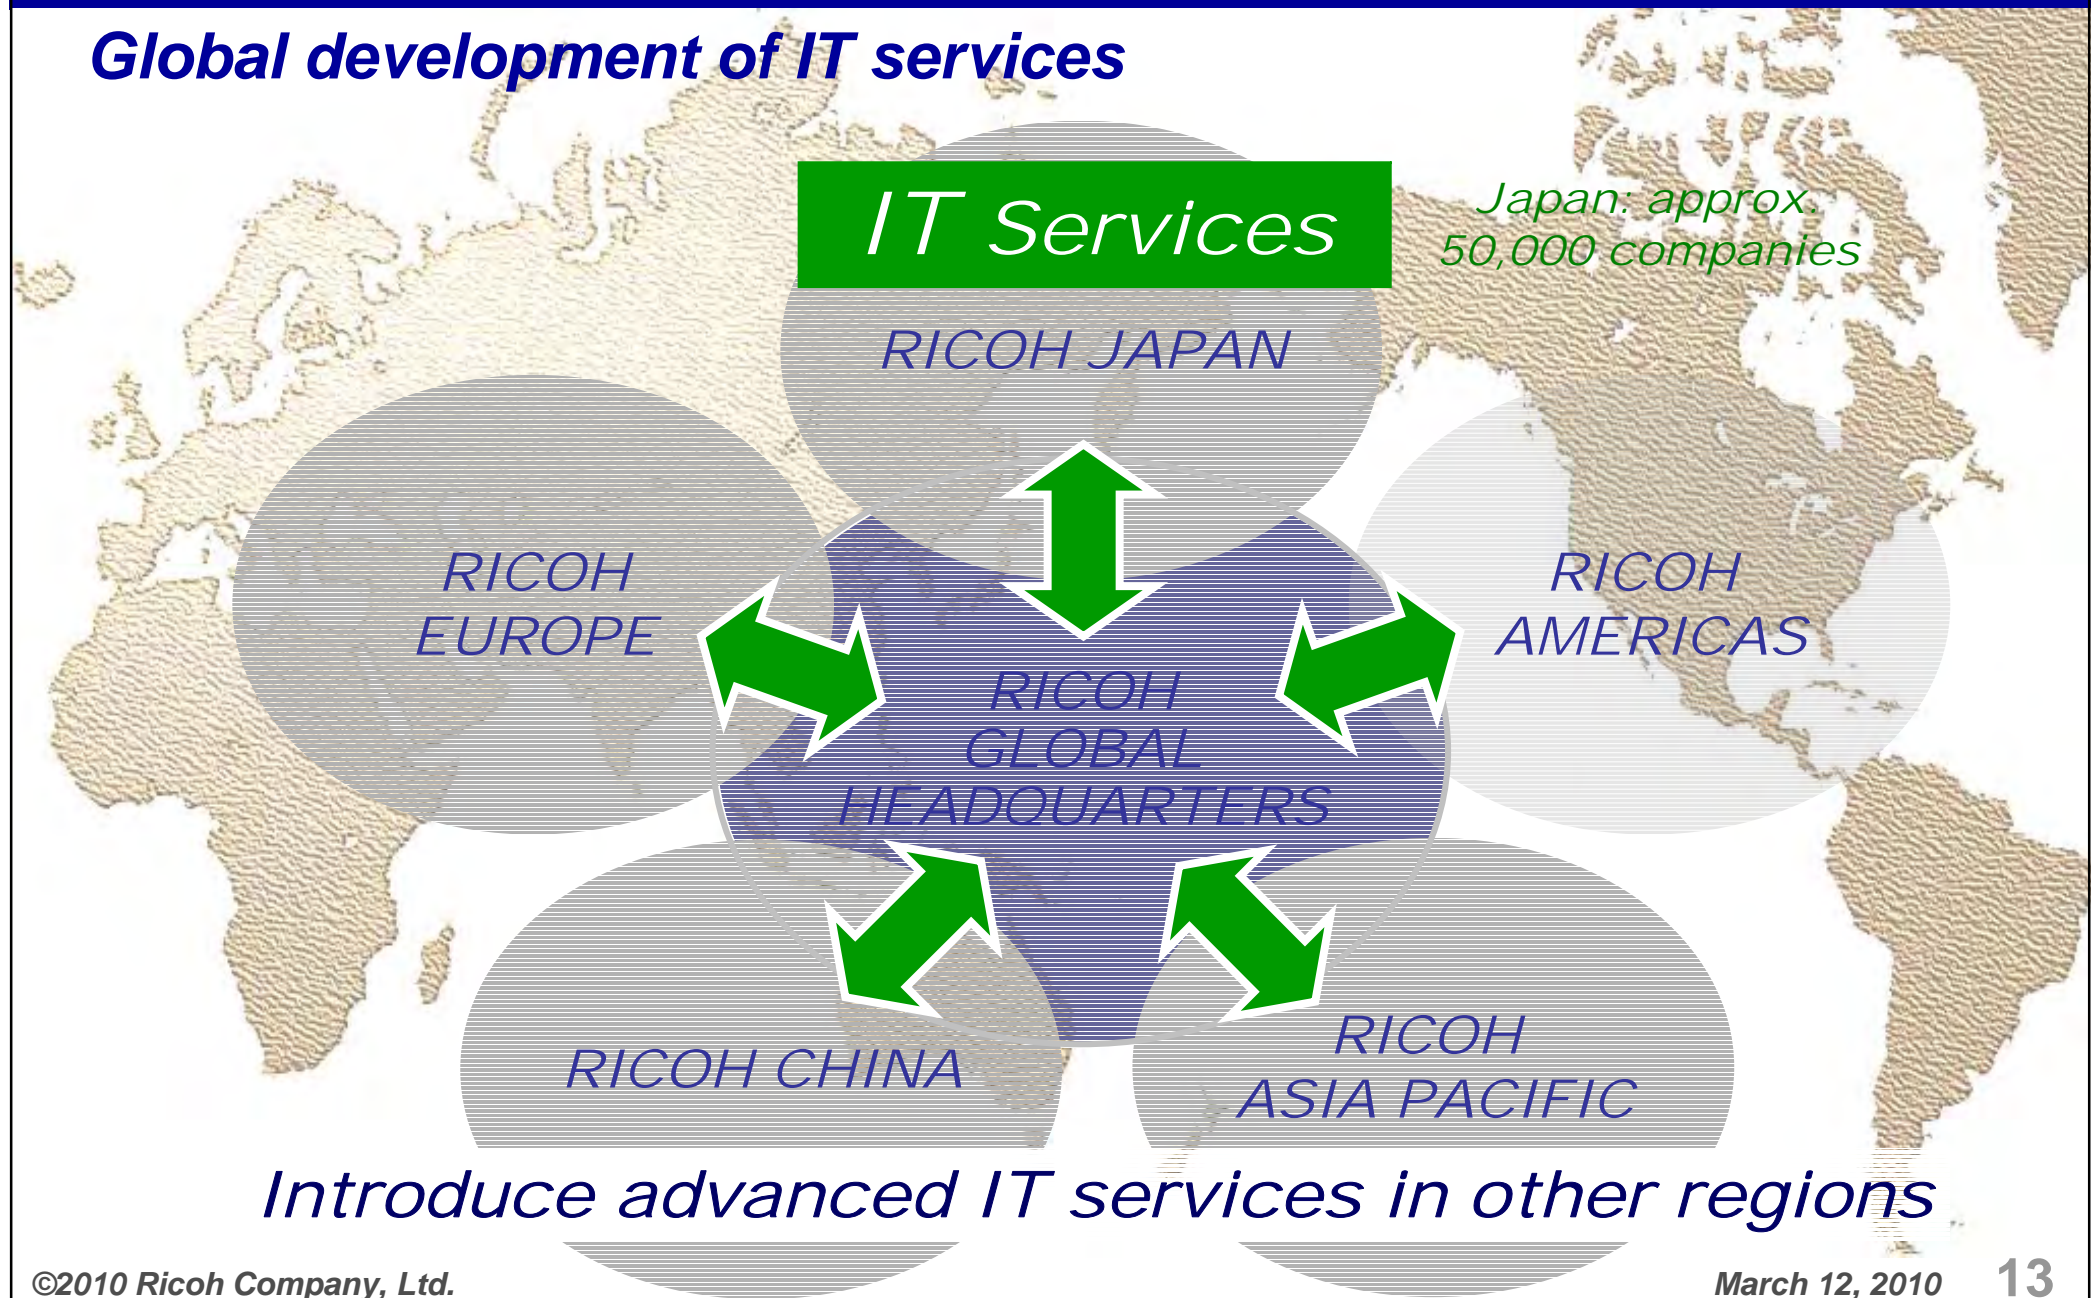 Global development of IT services
IT Services
Japan: approx.
50,000 companies
RICOH JAPAN
RICOH
EUROPE
RICOH
AMERICAS
RICOH
GLOBAL
HEADQUARTERS
RICOH CHINA
RICOH
ASIA PACIFIC
Introduce advanced IT services in other regions
©2010 Ricoh Company, Ltd.
March 12, 2010
13